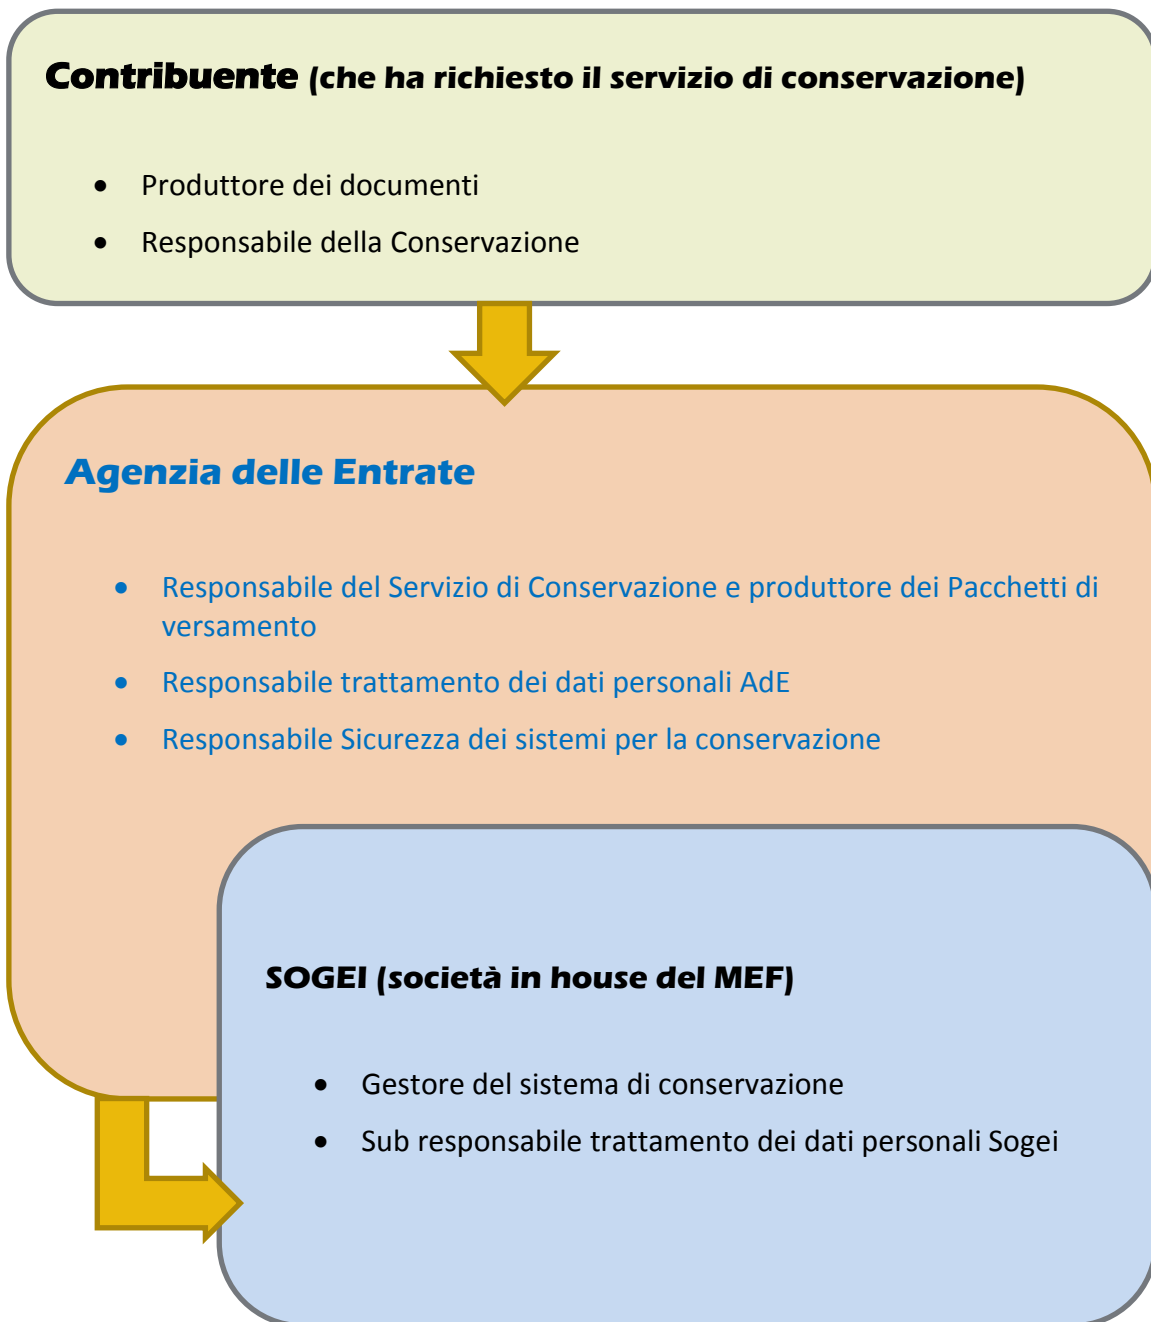 Contribuente (che ha richiesto il servizio di conservazione)
• Produttore dei documenti
• Responsabile della Conservazione
Agenzia delle Entrate
• Responsabile del Servizio di Conservazione e produttore dei Pacchetti di
versamento
• Responsabile trattamento dei dati personali AdE
• Responsabile Sicurezza dei sistemi per la conservazione
SOGEI (società in house del MEF)
• Gestore del sistema di conservazione
• Sub responsabile trattamento dei dati personali Sogei